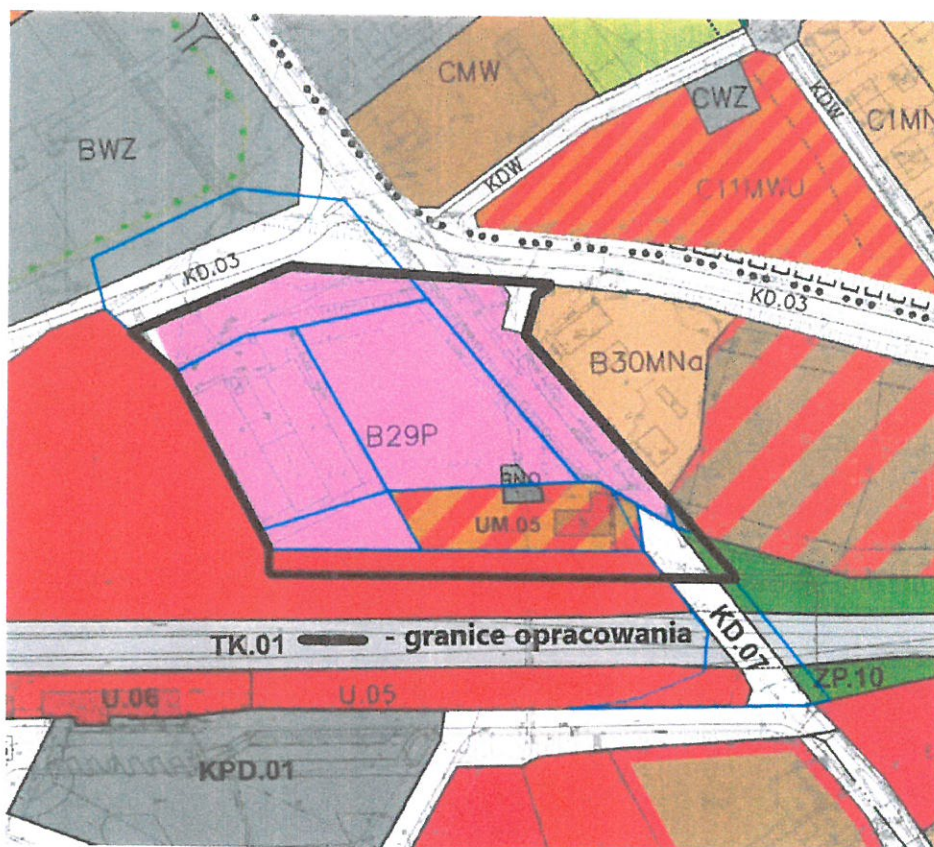 CMW
CWZ
KDW
C1MN
BWZ
KDW
C11MWU
KD.03
KD.03
B30MNa
B29P
BNO
UM.05
TK.01 - granice opracowania
KD.07
ZP.10
U.06
U.05
KPD.01